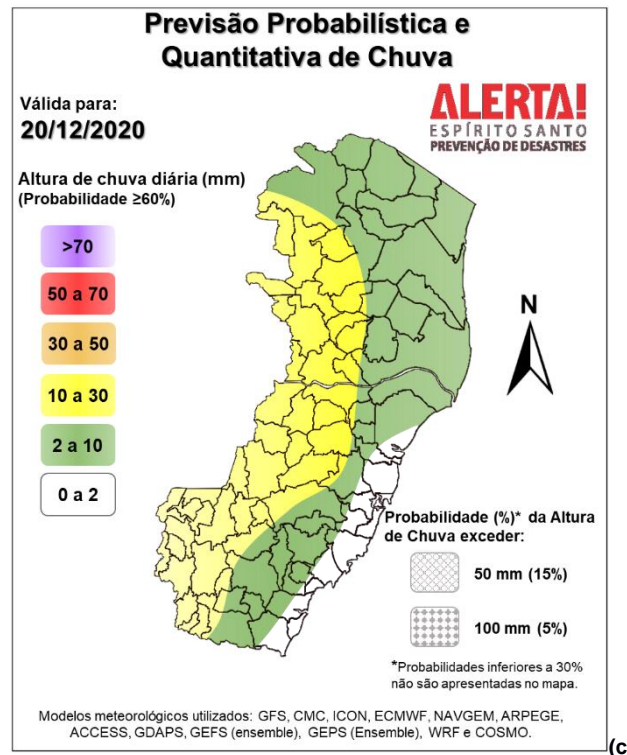 Previsão Probabilística e
Quantitativa de Chuva
Válida para:
20/12/2020
ALERTA!
ESPÍRITO SANTO
PREVENÇÃO DE DESASTRES
Altura de chuva diária (mm)
(Probabilidade ≥60%)
>70
50 a 70
30 a 50
10 a 30
2 a 10
0 a 2
N
Probabilidade (%)* da Altura
de Chuva exceder:
50 mm (15%)
100 mm (5%)
*Probabilidades inferiores a 30%
não são apresentadas no mapa.
Modelos meteorológicos utilizados: GFS, CMC, ICON, ECMWF, NAVGEM, ARPEGE,
ACCESS, GDAPS, GEFS (ensemble), GEPS (Ensemble), WRF e COSMO.
(c